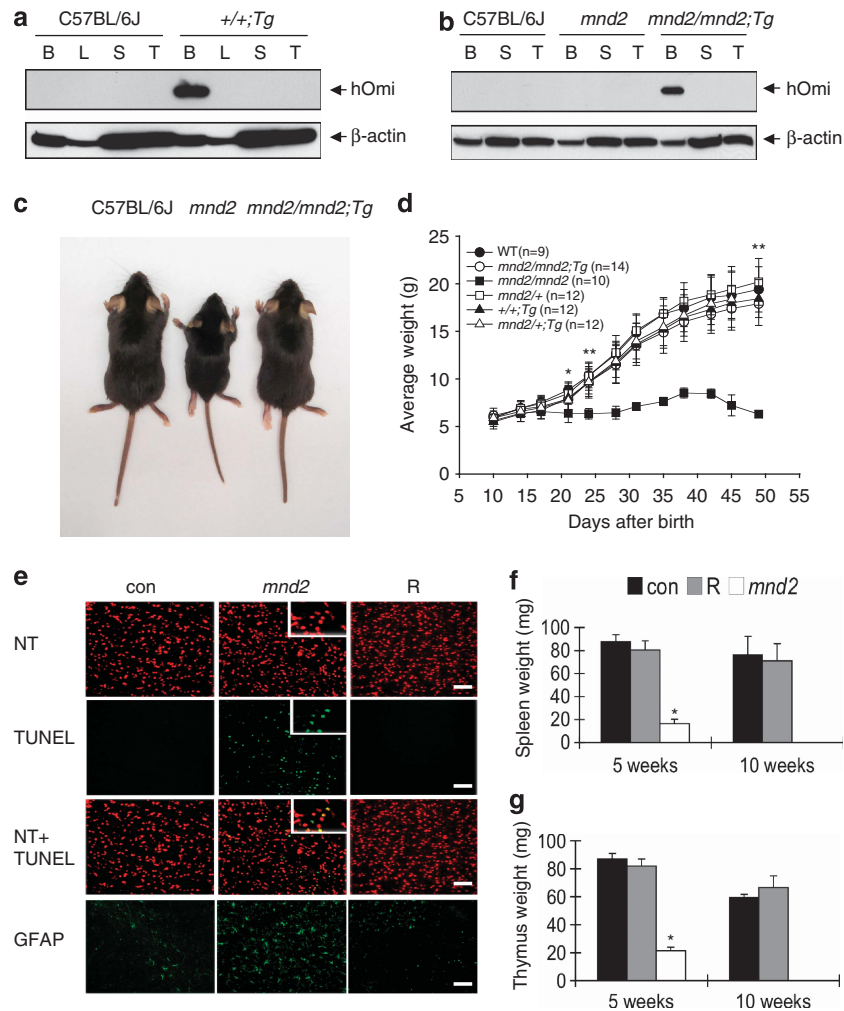 a
C57BL/6J +/+;Tg
B L S T B L S T
hOmi
β-actin
b
C57BL/6J mnd2 mnd2/mnd2;Tg
B S T B S T B S T
hOmi
β-actin
c
C57BL/6J mnd2 mnd2/mnd2;Tg
d
Average weight (g)
25
20
15
10
5
0
WT(n=9)
mnd2/mnd2;Tg (n=14)
mnd2/mnd2 (n=10)
mnd2/+ (n=12)
+/+;Tg (n=12)
mnd2/+;Tg (n=12)
*
**
**
5 10 15 20 25 30 35 40 45 50 55
Days after birth
e
con mnd2 R
NT
TUNEL
NT+
TUNEL
GFAP
f
con R mnd2
Spleen weight (mg)
100
80
60
40
20
0
*
5 weeks 10 weeks
g
Thymus weight (mg)
100
80
60
40
20
0
*
5 weeks 10 weeks